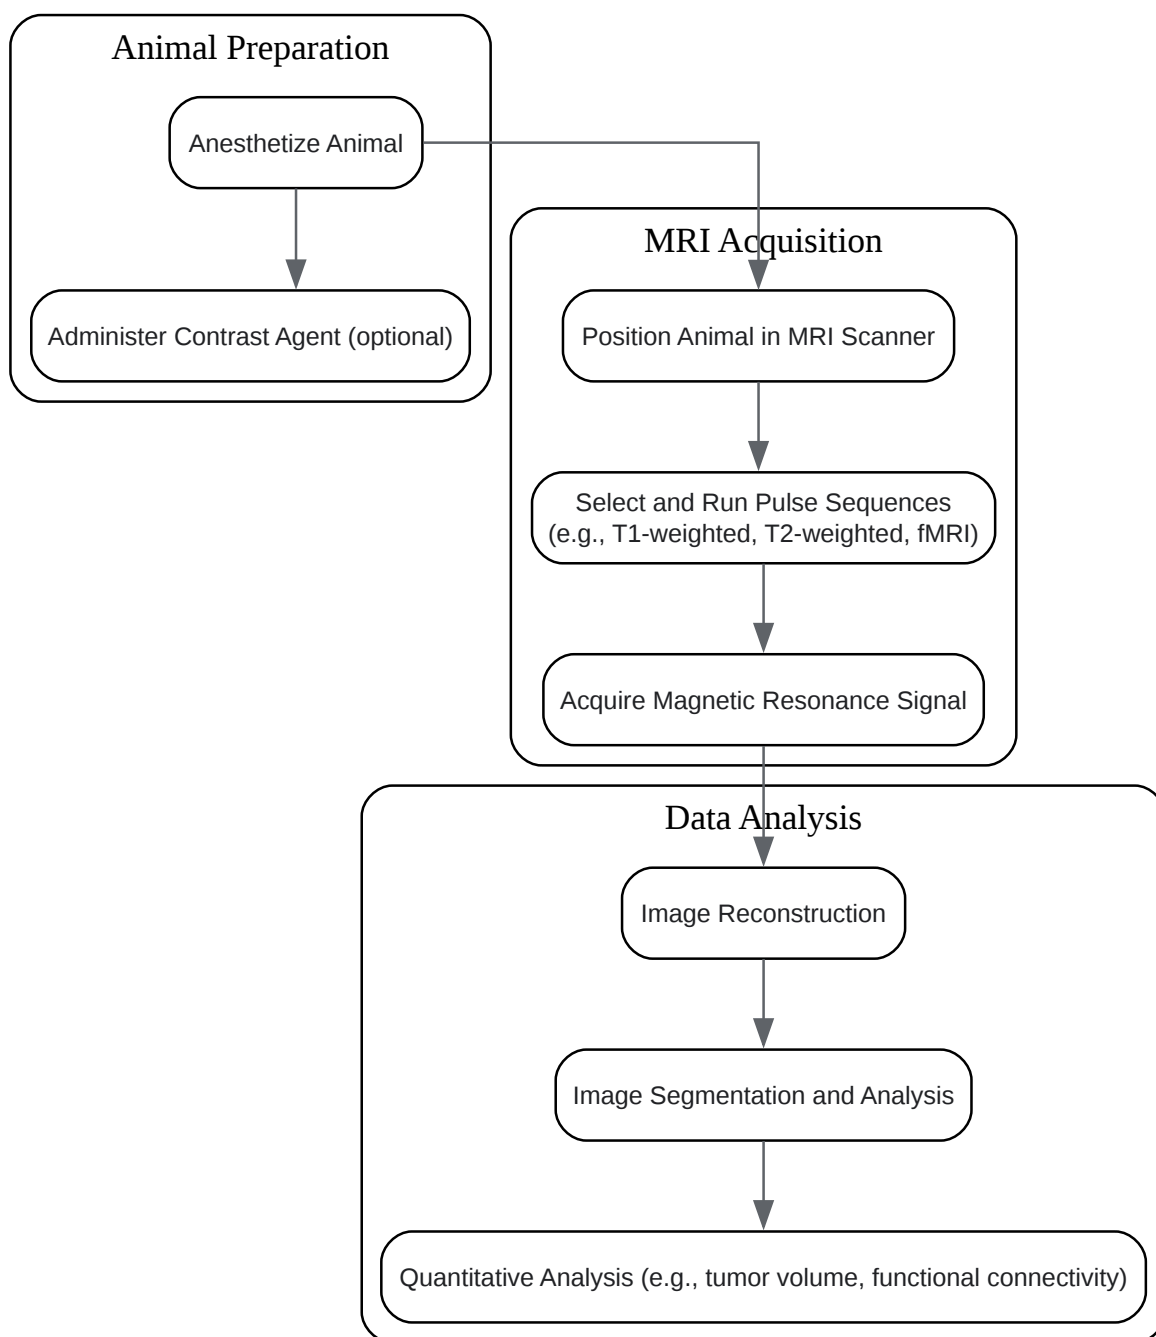 Animal Preparation
Anesthetize Animal
Administer Contrast Agent (optional)
MRI Acquisition
Position Animal in MRI Scanner
Select and Run Pulse Sequences
(e.g., T1-weighted, T2-weighted, fMRI)
Acquire Magnetic Resonance Signal
Data Analysis
Image Reconstruction
Image Segmentation and Analysis
Quantitative Analysis (e.g., tumor volume, functional connectivity)